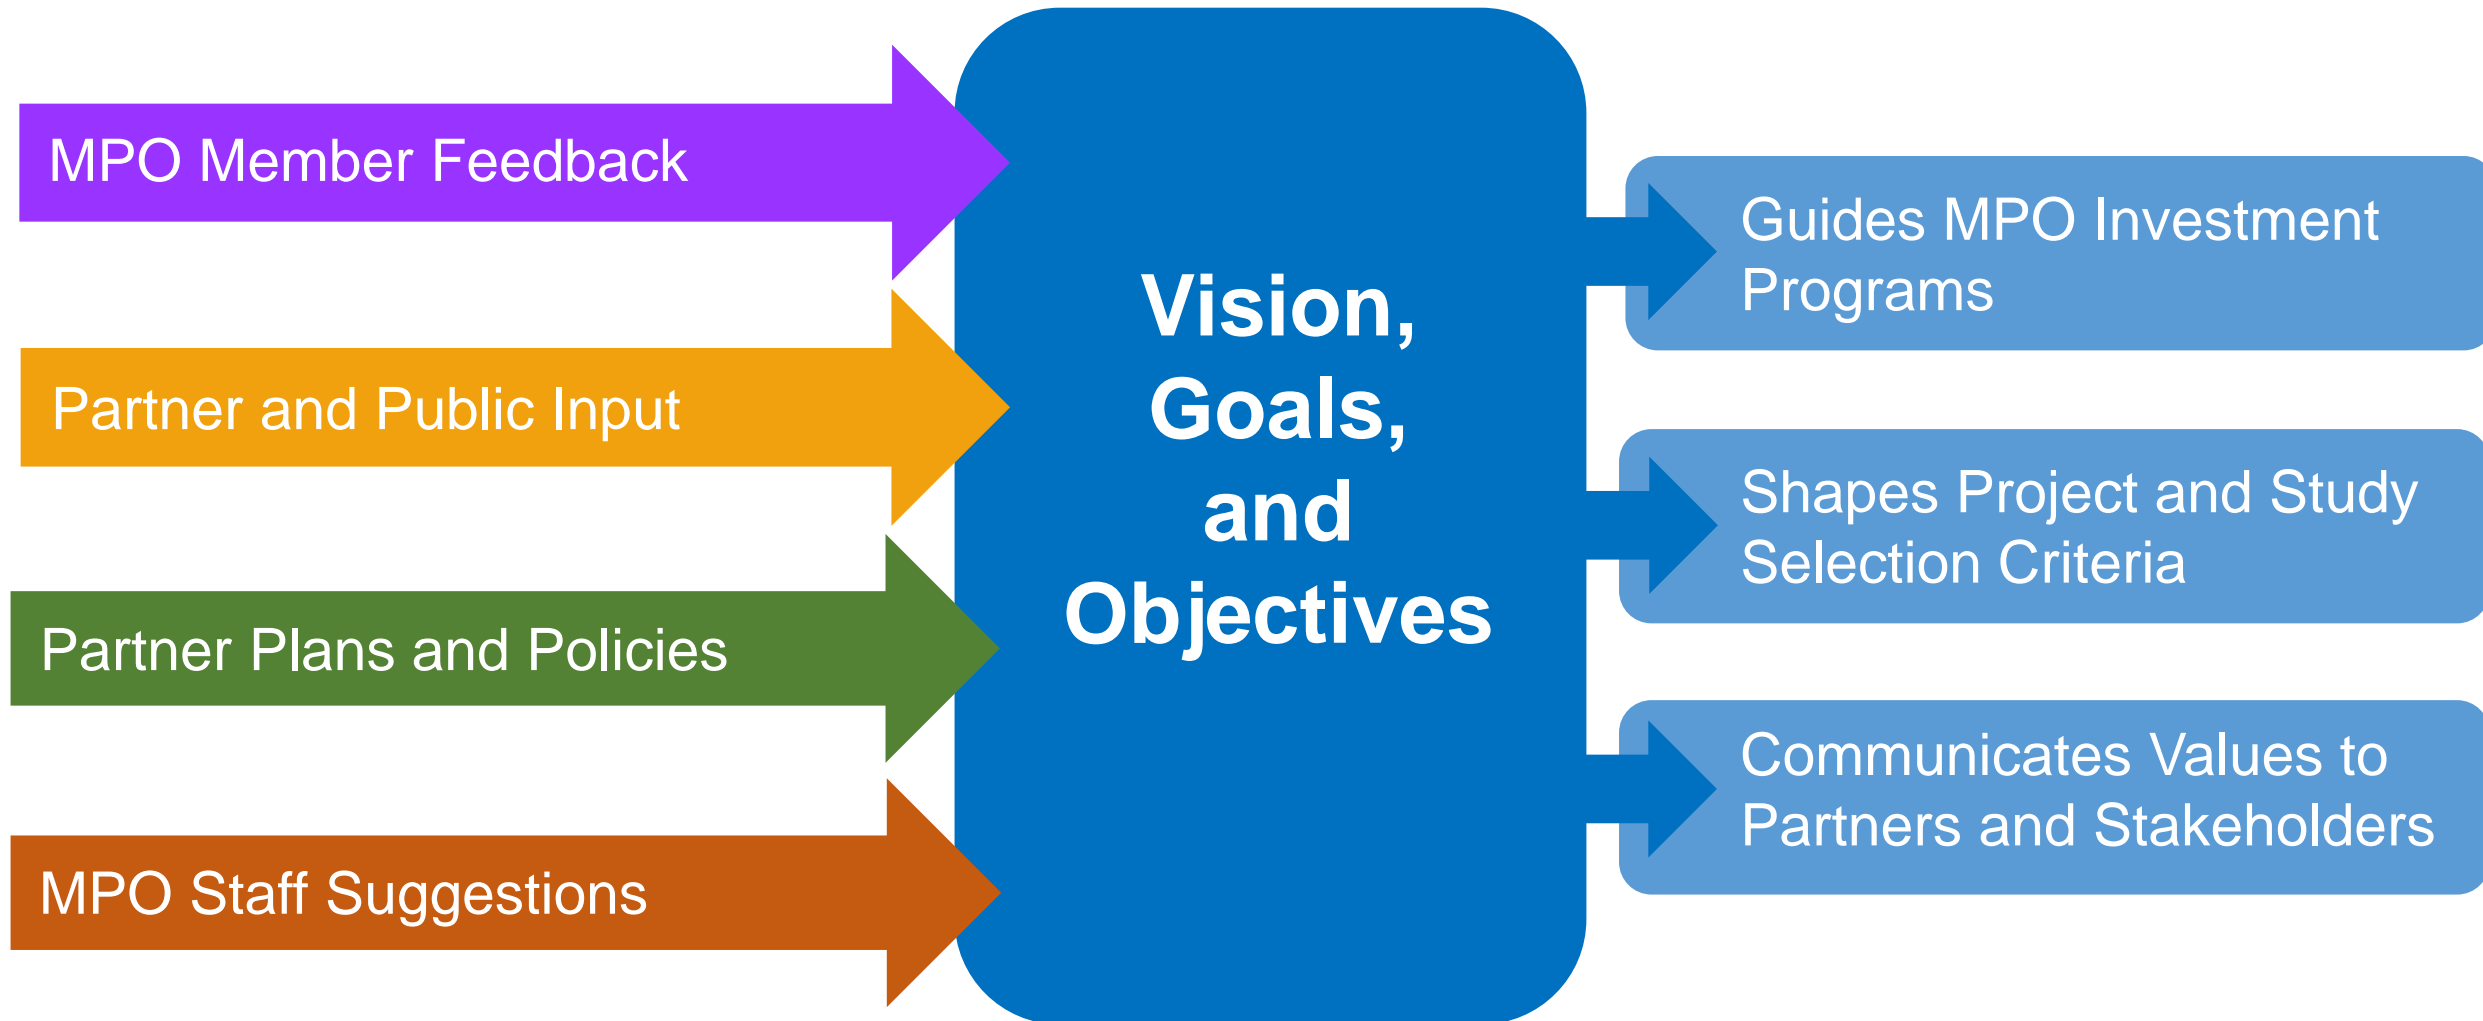 MPO Member Feedback
Partner and Public Input
Partner Plans and Policies
MPO Staff Suggestions
Vision,
Goals,
and
Objectives
Guides MPO Investment
Programs
Shapes Project and Study
Selection Criteria
Communicates Values to
Partners and Stakeholders